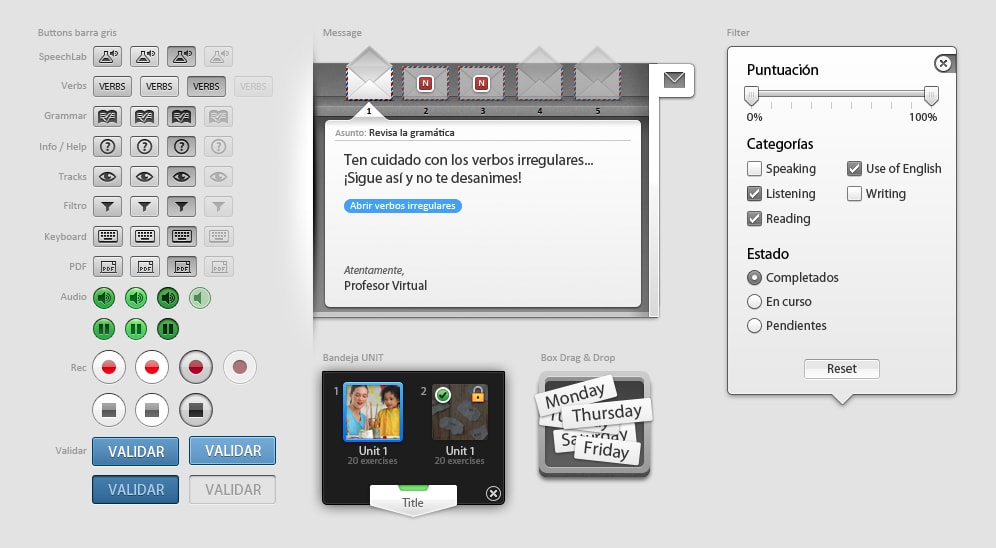 Buttons barra gris
SpeechLab
Verbs
VERBS
VERBS
VERBS
VERBS
Grammar
Info / Help
Tracks
Filtro
Keyboard
PDF
PDF
PDF
PDF
PDF
Audio
Rec
Validar
VALIDAR
VALIDAR
VALIDAR
VALIDAR
Message
N
N
1
2
3
4
5
Asunto: Revisa la gramática
Ten cuidado con los verbos irregulares...
¡Sigue así y no te desanimes!
Abrir verbos irregulares
Atentamente,
Profesor Virtual
Bandeja UNIT
1
2
Unit 1
20 exercises
Unit 1
20 exercises
Title
Box Drag & Drop
Monday
Thursday
Friday
Filter
Puntuación
0%
100%
Categorías
Speaking
Use of English
Listening
Writing
Reading
Estado
Completados
En curso
Pendientes
Reset